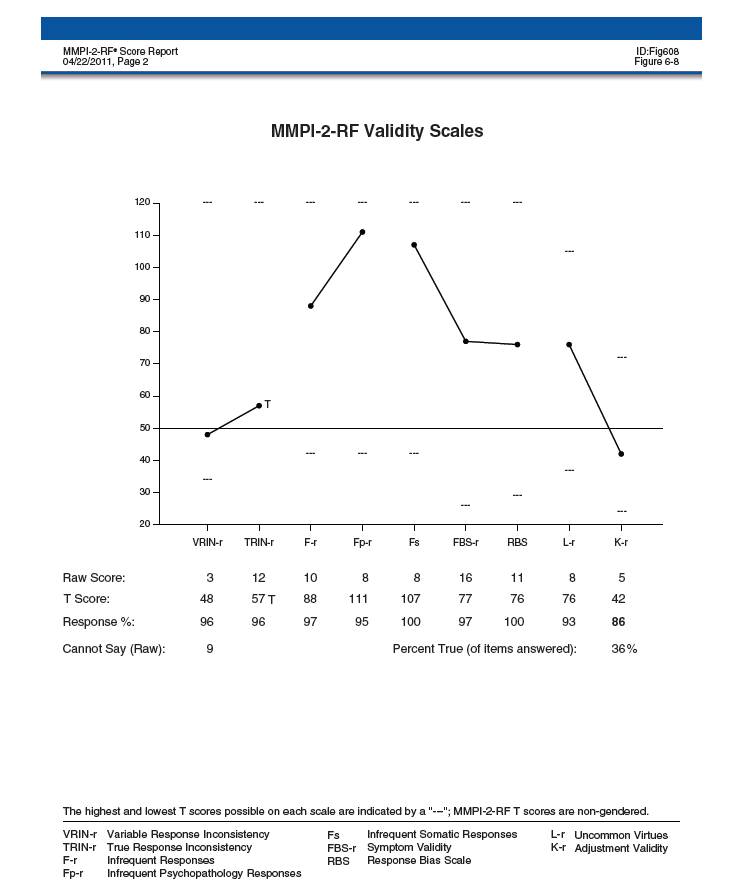 MMPI-2-RF® Score Report ID:Fig608
04/22/2011, Page 2 Figure 6-8
MMPI-2-RF Validity Scales
120 --- --- --- --- --- --- ---
110
---
100
90
80
70
---
60
T
50
40
--- --- ---
---
---
30
---
---
---
20
VRIN-r TRIN-r F-r Fp-r Fs FBS-r RBS L-r K-r
Raw Score: 3 12 10 8 8 16 11 8 5
T Score: 48 57 T 88 111 107 77 76 76 42
Response %: 96 96 97 95 100 97 100 93 86
Cannot Say (Raw): 9 Percent True (of items answered): 36%
The highest and lowest T scores possible on each scale are indicated by a "---"; MMPI-2-RF T scores are non-gendered.
VRIN-r Variable Response Inconsistency Fs Infrequent Somatic Responses L-r Uncommon Virtues
TRIN-r True Response Inconsistency FBS-r Symptom Validity K-r Adjustment Validity
F-r Infrequent Responses RBS Response Bias Scale
Fp-r Infrequent Psychopathology Responses